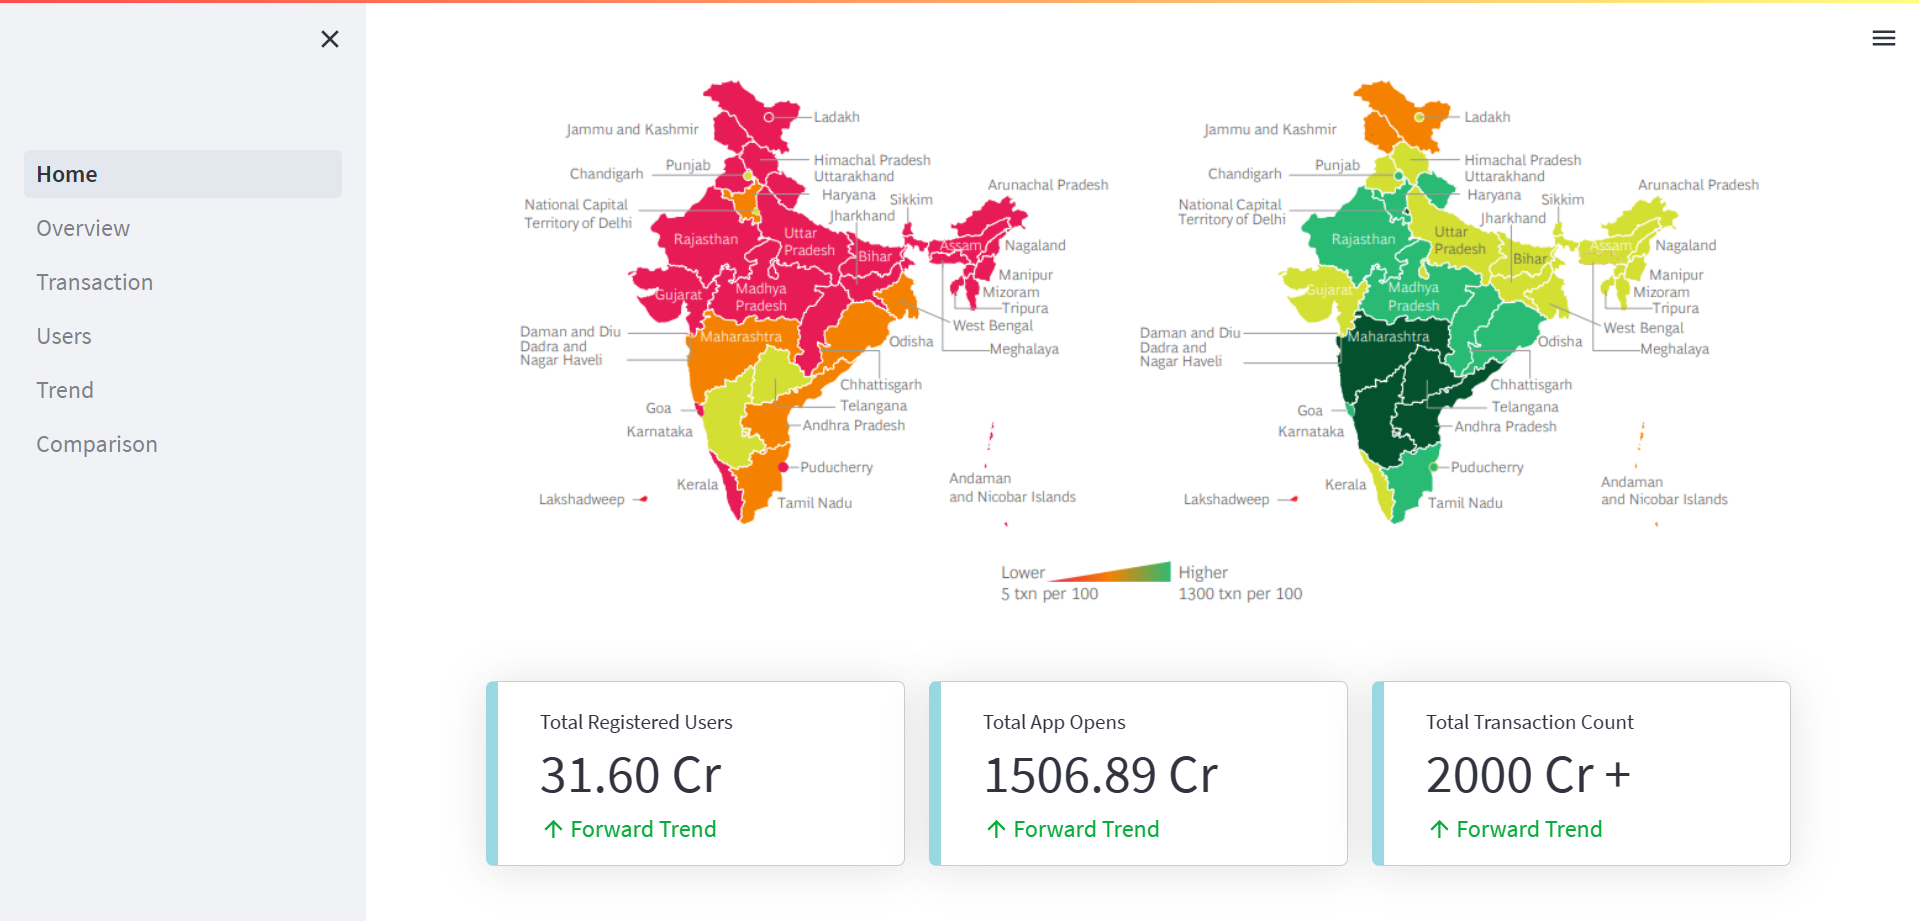 Home
Overview
Transaction
Users
Trend
Comparison
Ladakh
Jammu and Kashmir
Punjab
Himachal Pradesh
Chandigarh
Uttarakhand
Haryana
Sikkim
Arunachal Pradesh
National Capital
Territory of Delhi
Jharkhand
Rajasthan
Uttar
Pradesh
Bihar
Assam
Nagaland
Manipur
Gujarat
Madhya
Pradesh
Mizoram
Tripura
West Bengal
Daman and Diu
Dadra and
Nagar Haveli
Maharashtra
Odisha
Meghalaya
Chhattisgarh
Goa
Telangana
Karnataka
Andhra Pradesh
Puducherry
Kerala
Lakshadweep
Tamil Nadu
Andaman
and Nicobar Islands
Ladakh
Jammu and Kashmir
Punjab
Himachal Pradesh
Chandigarh
Uttarakhand
Haryana
Sikkim
Arunachal Pradesh
National Capital
Territory of Delhi
Jharkhand
Rajasthan
Uttar
Pradesh
Bihar
Assam
Nagaland
Manipur
Gujarat
Madhya
Pradesh
Mizoram
Tripura
West Bengal
Daman and Diu
Dadra and
Nagar Haveli
Maharashtra
Odisha
Meghalaya
Chhattisgarh
Goa
Telangana
Karnataka
Andhra Pradesh
Puducherry
Kerala
Lakshadweep
Tamil Nadu
Andaman
and Nicobar Islands
Lower
5 txn per 100
Higher
1300 txn per 100
Total Registered Users
31.60 Cr
Forward Trend
Total App Opens
1506.89 Cr
Forward Trend
Total Transaction Count
2000 Cr +
Forward Trend